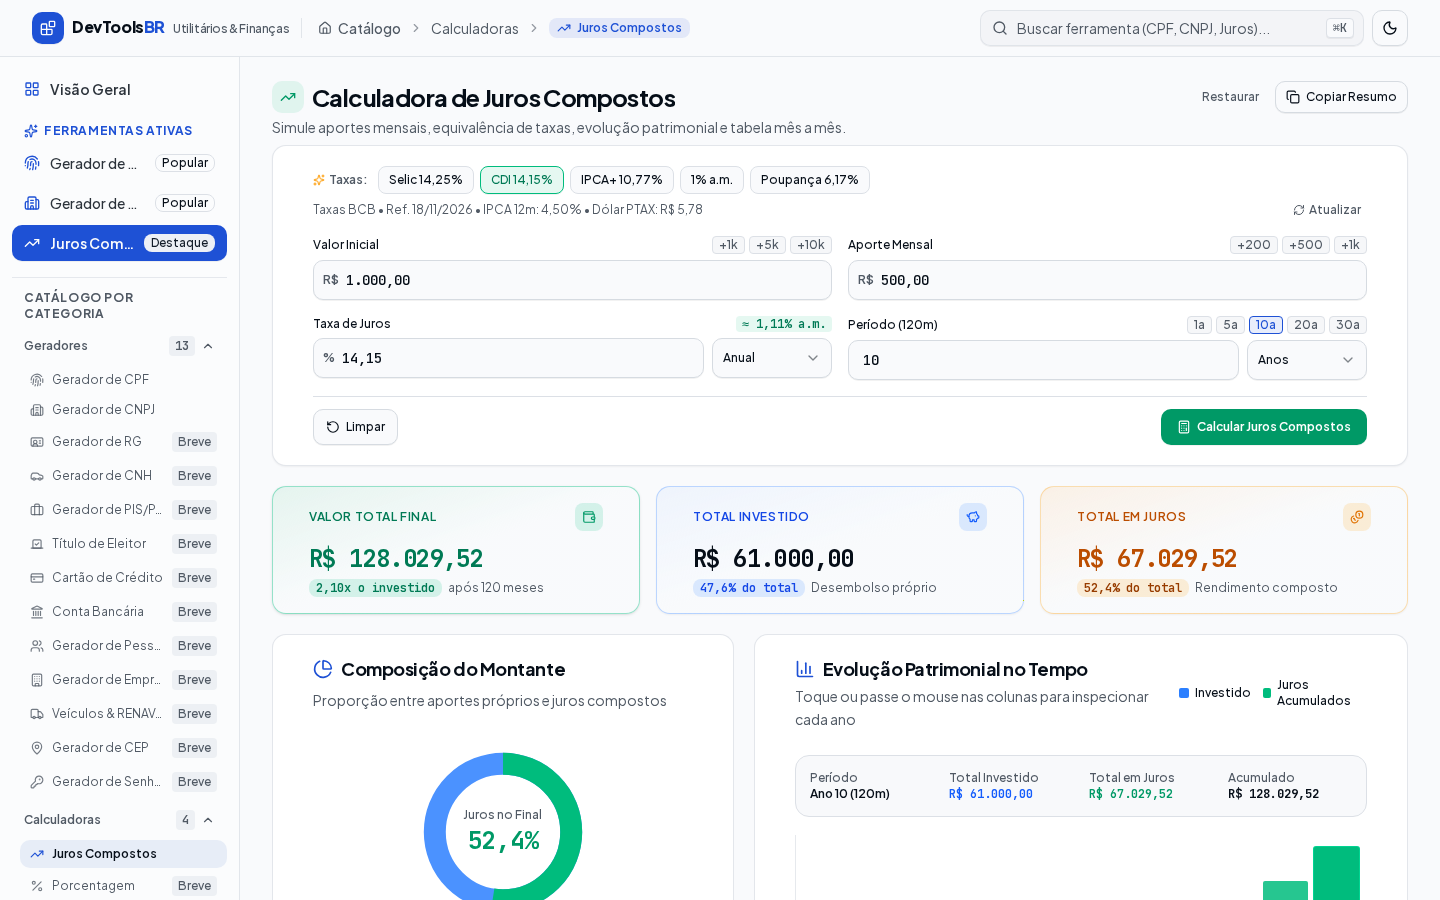 DevToolsBR Utilitários & Finanças
Catálogo
Calculadoras
Juros Compostos
Buscar ferramenta (CPF, CNPJ, Juros)...
⌘K
Visão Geral
FERRAMENTAS ATIVAS
Gerador de ... Popular
Gerador de ... Popular
Juros Com... Destaque
CATÁLOGO POR
CATEGORIA
Geradores 13
Gerador de CPF
Gerador de CNPJ
Gerador de RG Breve
Gerador de CNH Breve
Gerador de PIS/P... Breve
Título de Eleitor Breve
Cartão de Crédito Breve
Conta Bancária Breve
Gerador de Pess... Breve
Gerador de Empr... Breve
Veículos & RENAV... Breve
Gerador de CEP Breve
Gerador de Senh... Breve
Calculadoras 4
Juros Compostos
Porcentagem Breve
Calculadora de Juros Compostos
Restaurar
Copiar Resumo
Simule aportes mensais, equivalência de taxas, evolução patrimonial e tabela mês a mês.
Taxas: Selic 14,25% CDI 14,15% IPCA+ 10,77% 1% a.m. Poupança 6,17%
Taxas BCB • Ref. 18/11/2026 • IPCA 12m: 4,50% • Dólar PTAX: R$ 5,78
Atualizar
Valor Inicial +1k +5k +10k
R$ 1.000,00
Aporte Mensal +200 +500 +1k
R$ 500,00
Taxa de Juros ≈ 1,11% a.m.
% 14,15 Anual
Período (120m) 1a 5a 10a 20a 30a
10 Anos
Limpar
Calcular Juros Compostos
VALOR TOTAL FINAL
R$ 128.029,52
2,10x o investido após 120 meses
TOTAL INVESTIDO
R$ 61.000,00
47,6% do total Desembolso próprio
TOTAL EM JUROS
R$ 67.029,52
52,4% do total Rendimento composto
Composição do Montante
Proporção entre aportes próprios e juros compostos
Juros no Final
52,4%
Evolução Patrimonial no Tempo
Toque ou passe o mouse nas colunas para inspecionar
cada ano
Investido
Juros
Acumulados
Período Total Investido Total em Juros Acumulado
Ano 10 (120m) R$ 61.000,00 R$ 67.029,52 R$ 128.029,52